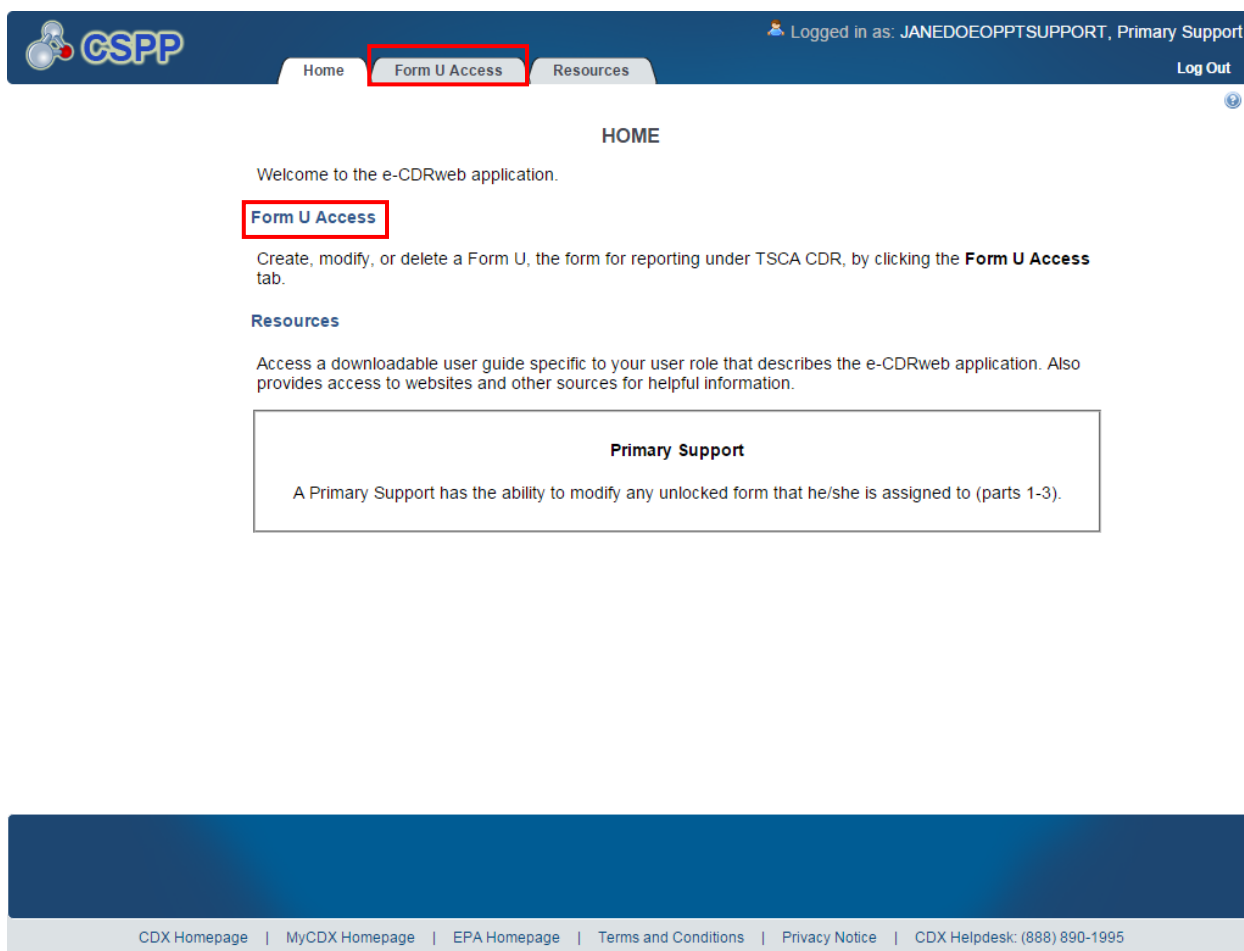 CSPP
Logged in as: JANEDOEOPPTSUPPORT, Primary Support
Home
Form U Access
Resources
Log Out
HOME
Welcome to the e-CDRweb application.
Form U Access
Create, modify, or delete a Form U, the form for reporting under TSCA CDR, by clicking the Form U Access
tab.
Resources
Access a downloadable user guide specific to your user role that describes the e-CDRweb application. Also
provides access to websites and other sources for helpful information.
Primary Support
A Primary Support has the ability to modify any unlocked form that he/she is assigned to (parts 1-3).
CDX Homepage | MyCDX Homepage | EPA Homepage | Terms and Conditions | Privacy Notice | CDX Helpdesk: (888) 890-1995